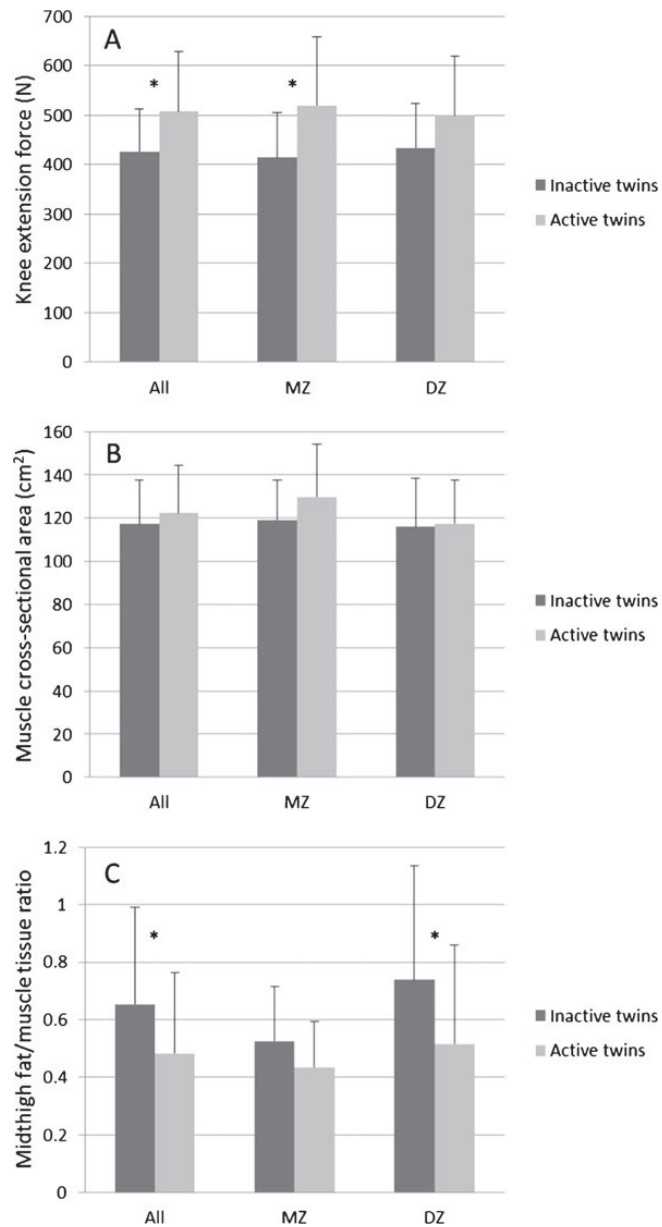 A
Knee extension force (N)
700
600
500
400
300
200
100
0
*
*
All
MZ
DZ
Inactive twins
Active twins
B
Muscle cross-sectional area (cm²)
160
140
120
100
80
60
40
20
0
All
MZ
DZ
Inactive twins
Active twins
C
Midthigh fat/muscle tissue ratio
1.2
1
0.8
0.6
0.4
0.2
0
*
*
All
MZ
DZ
Inactive twins
Active twins